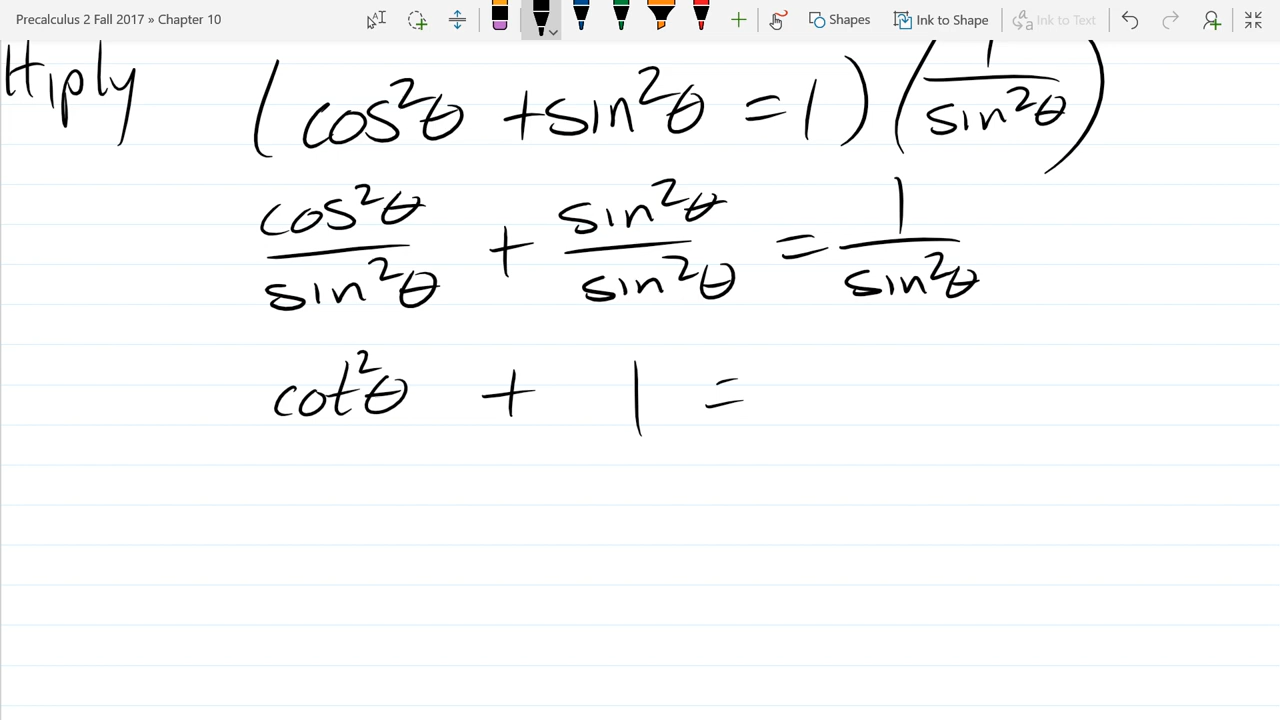 Precalculus 2 Fall 2017 » Chapter 10 Shapes Ink to Shape Ink to Text
(cos²θ + sin²θ = 1) (1/sin²θ)
cos²θ/sin²θ + sin²θ/sin²θ = 1/sin²θ
cot²θ + 1 =